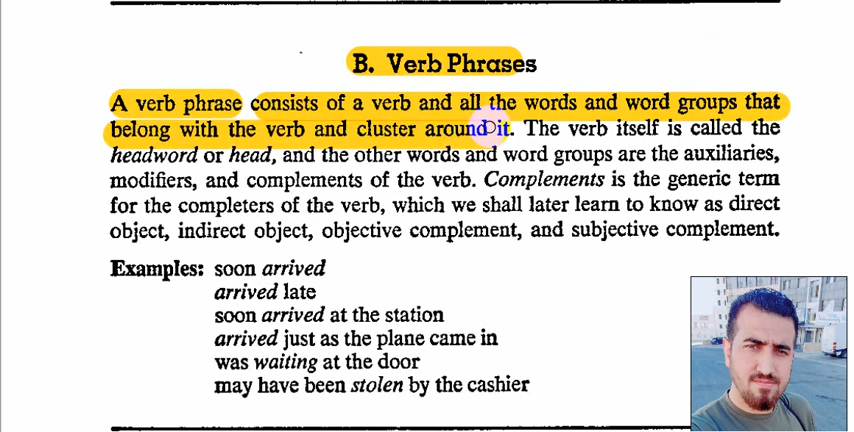 B. Verb Phrases
A verb phrase consists of a verb and all the words and word groups that
belong with the verb and cluster around it. The verb itself is called the
headword or head, and the other words and word groups are the auxiliaries,
modifiers, and complements of the verb. Complements is the generic term
for the completers of the verb, which we shall later learn to know as direct
object, indirect object, objective complement, and subjective complement.
Examples: soon arrived
arrived late
soon arrived at the station
arrived just as the plane came in
was waiting at the door
may have been stolen by the cashier